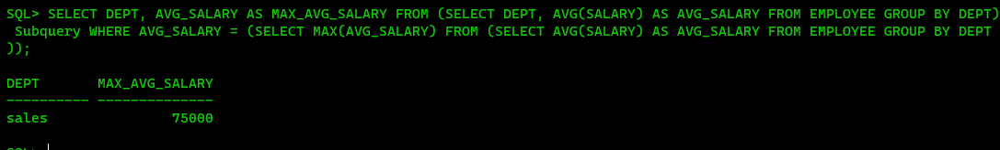 SQL> SELECT DEPT, AVG_SALARY AS MAX_AVG_SALARY FROM (SELECT DEPT, AVG(SALARY) AS AVG_SALARY FROM EMPLOYEE GROUP BY DEPT)
 Subquery WHERE AVG_SALARY = (SELECT MAX(AVG_SALARY) FROM (SELECT AVG(SALARY) AS AVG_SALARY FROM EMPLOYEE GROUP BY DEPT
));
DEPT       MAX_AVG_SALARY
---------- --------------
sales               75000
SQL>